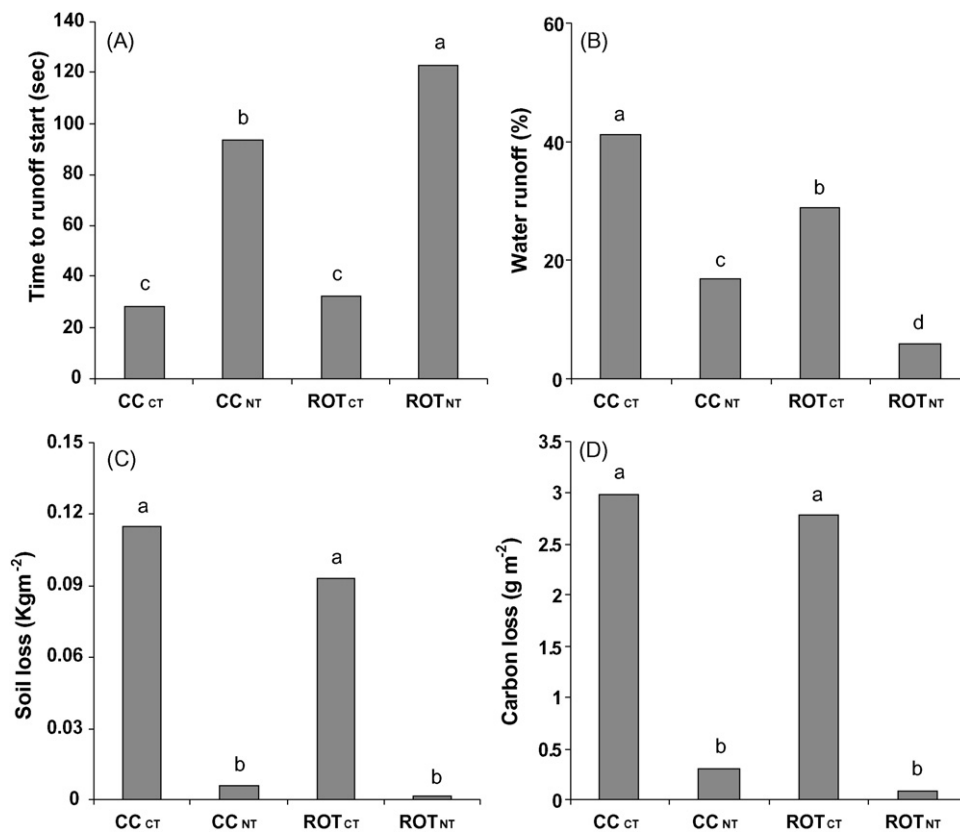 (A)
Time to runoff start (sec)
140
120
100
80
60
40
20
0
c
b
c
a
CC CT
CC NT
ROT CT
ROT NT
(B)
Water runoff (%)
60
40
20
0
a
c
b
d
CC CT
CC NT
ROT CT
ROT NT
(C)
Soil loss (Kgm-2)
0.15
0.12
0.09
0.06
0.03
0
a
b
a
b
CC CT
CC NT
ROT CT
ROT NT
(D)
Carbon loss (g m-2)
3.5
3
2.5
2
1.5
1
0.5
0
a
b
a
b
CC CT
CC NT
ROT CT
ROT NT